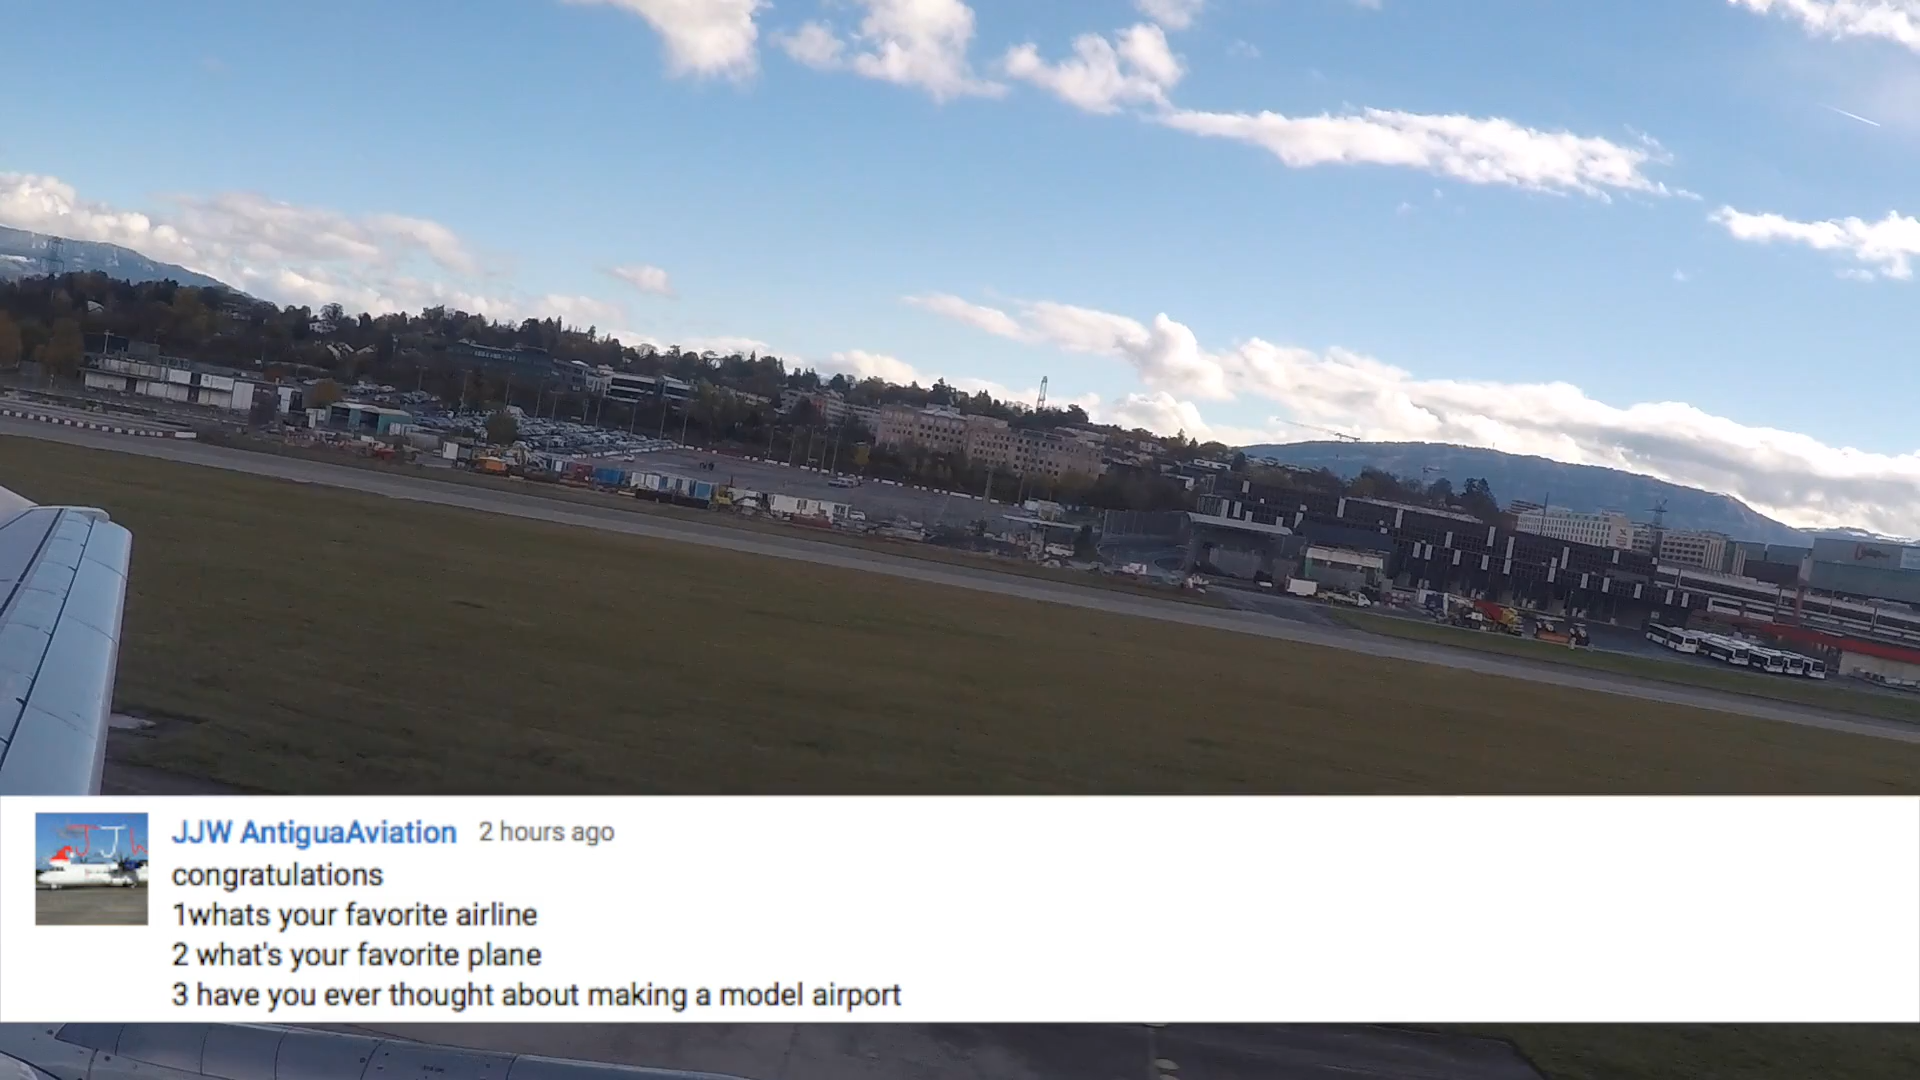 JJW
JJW AntiguaAviation 2 hours ago
congratulations
1whats your favorite airline
2 what's your favorite plane
3 have you ever thought about making a model airport